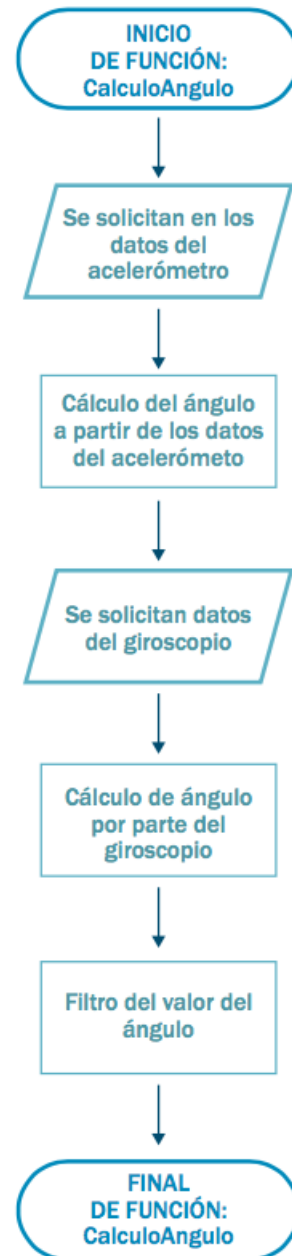 INICIO
DE FUNCIÓN:
CalculoAngulo
Se solicitan en los
datos del
acelerómetro
Cálculo del ángulo
a partir de los datos
del acelerómeto
Se solicitan datos
del giroscopio
Cálculo de ángulo
por parte del
giroscopio
Filtro del valor del
ángulo
FINAL
DE FUNCIÓN:
CalculoAngulo